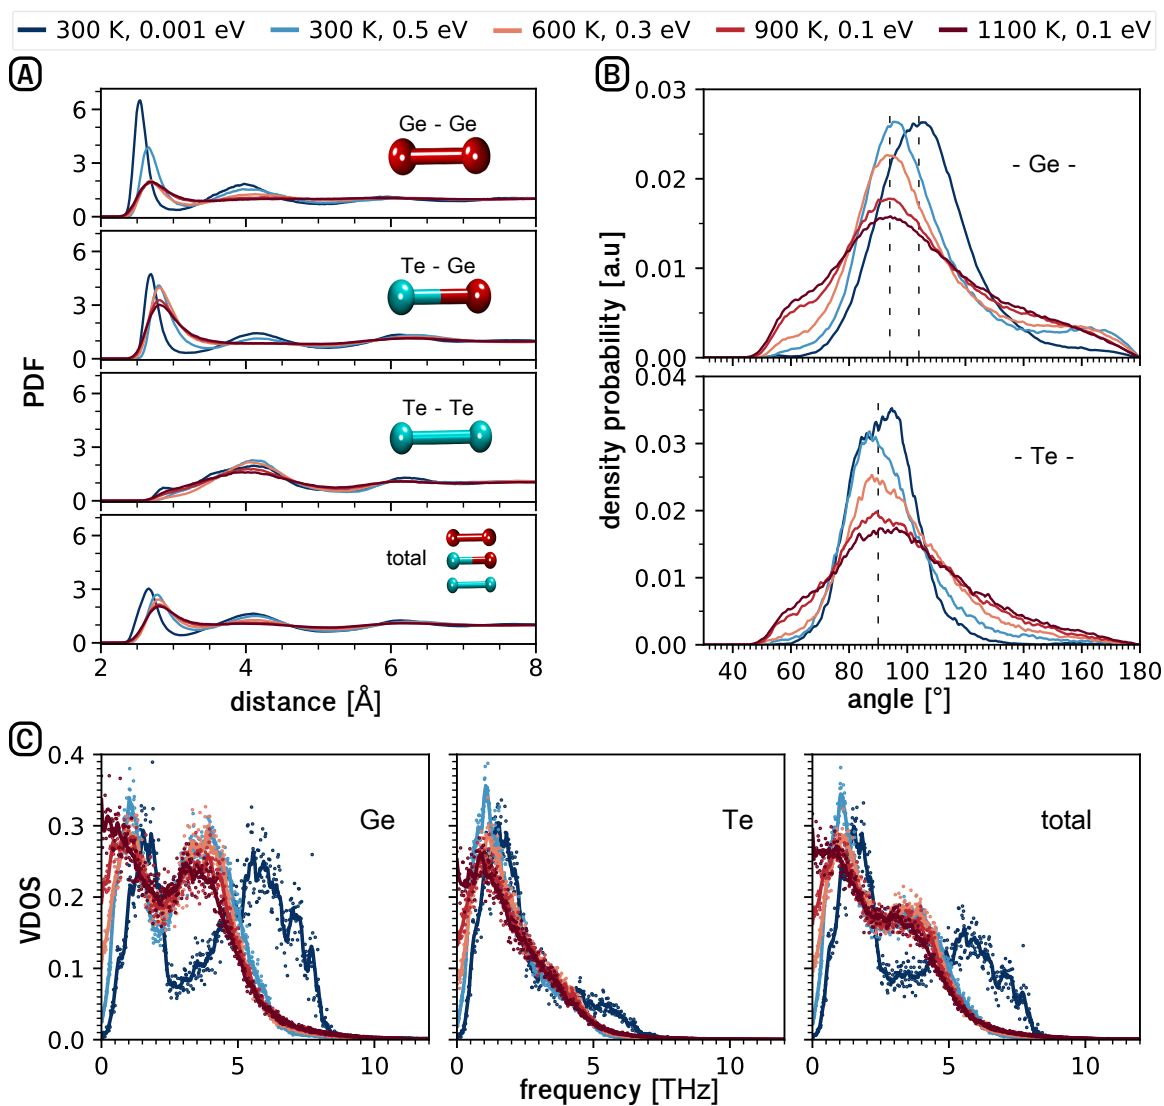 300 K, 0.001 eV 300 K, 0.5 eV 600 K, 0.3 eV 900 K, 0.1 eV 1100 K, 0.1 eV
A
PDF
6
3
0
Ge - Ge
6
3
0
Te - Ge
6
3
0
Te - Te
6
3
0
total
2 4 6 8
distance [Å]
B
density probability [a.u]
0.03
0.02
0.01
0.00
- Ge -
0.04
0.03
0.02
0.01
0.00
- Te -
40 60 80 100 120 140 160 180
angle [°]
C
VDOS
0.4
0.3
0.2
0.1
0.0
Ge Te total
0 5 10 0 5 10 0 5 10
frequency [THz]